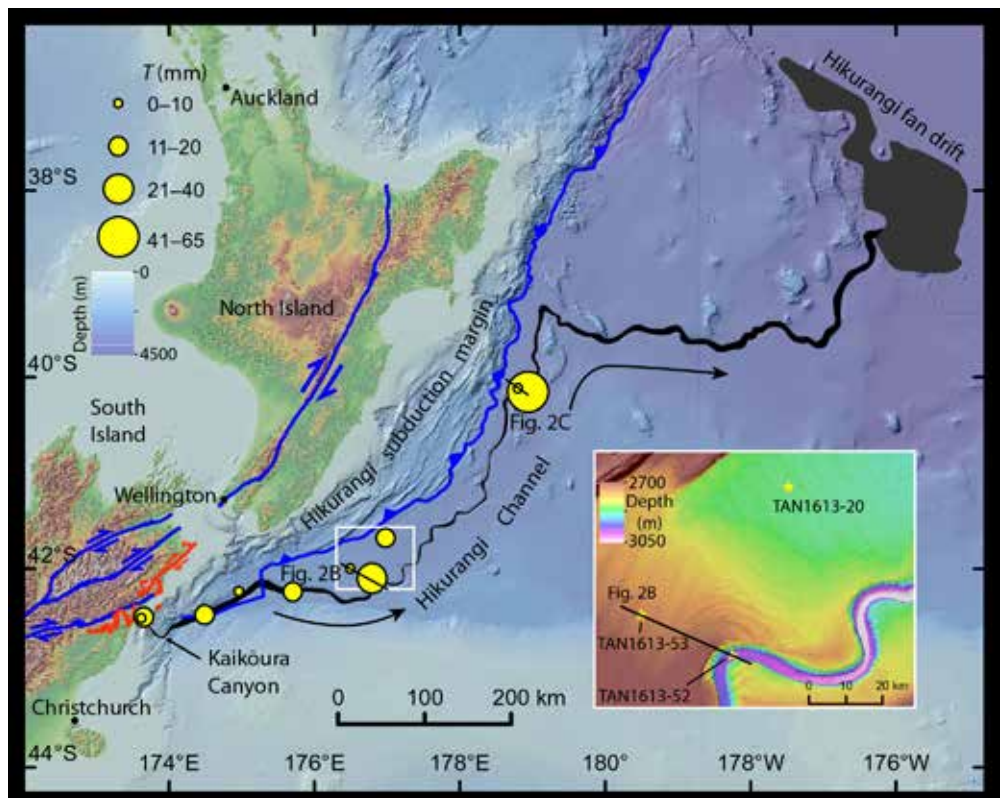 T (mm)
0–10
11–20
21–40
41–65
0
Depth (m)
4500
Auckland
38°S
Hikurangi fan drift
North Island
40°S
South
Island
Hikurangi subduction margin
Fig. 2C
Wellington
Hikurangi Channel
42°S
Fig. 2B
Kaikōura
Canyon
Christchurch
0 100 200 km
44°S
174°E 176°E 178°E 180° 178°W 176°W
2700
Depth
(m)
3050
TAN1613-20
Fig. 2B
TAN1613-53
TAN1613-52
0 10 20 km